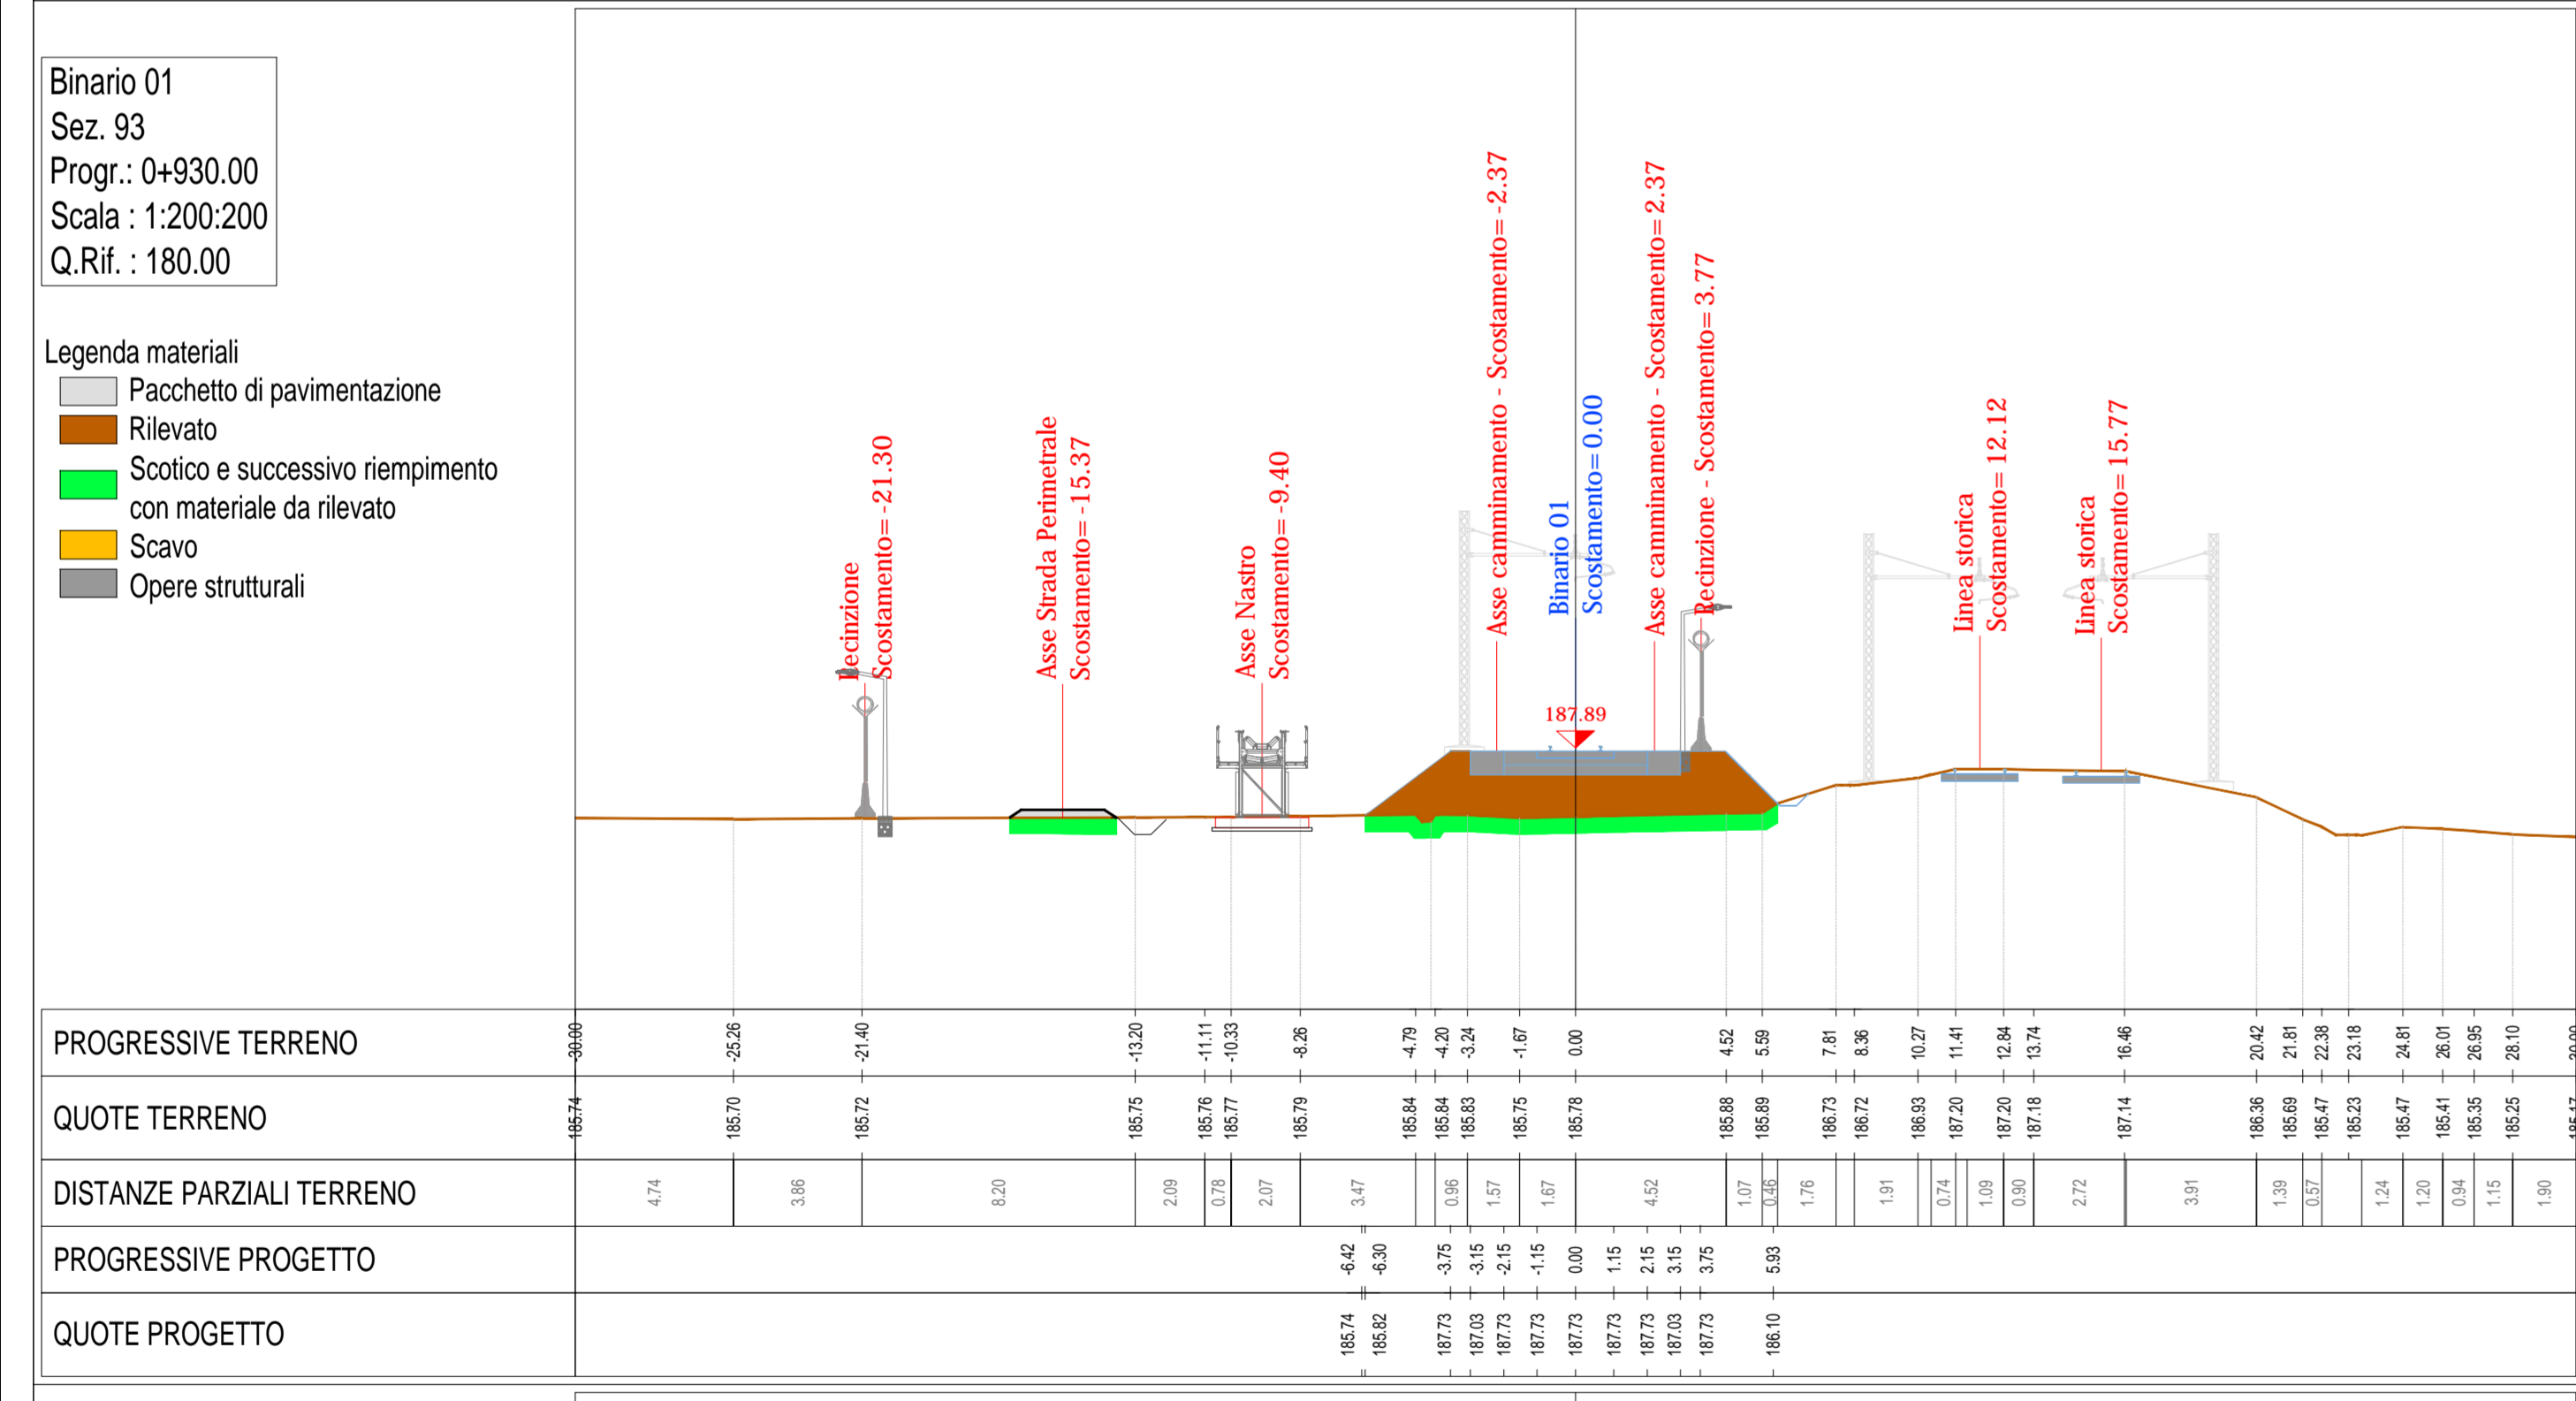 Binario 01
Sez. 93
Progr.: 0+930.00
Scala : 1:200:200
Q.Rif. : 180.00
Legenda materiali
Pacchetto di pavimentazione
Rilevato
Scotico e successivo riempimento
con materiale da rilevato
Scavo
Opere strutturali
Recinzione
Scostamento= -21.30
Asse Strada Perimetrale
Scostamento= -15.37
Asse Nastro
Scostamento= -9.40
Asse camminamento - Scostamento= -2.37
Binario 01
Scostamento= 0.00
187.89
Asse camminamento - Scostamento= 2.37
Recinzione - Scostamento= 3.77
Linea storica
Scostamento= 12.12
Linea storica
Scostamento= 15.77
PROGRESSIVE TERRENO -30.00 -25.26 -21.40 -13.20 -11.11 -10.33 -8.26 -4.79 -4.20 -3.24 -1.67 0.00 4.52 5.59 7.81 8.36 10.27 11.41 12.84 13.74 16.46 20.42 21.81 22.38 23.18 24.81 26.01 26.95 28.10 30.00
QUOTE TERRENO 185.74 185.70 185.72 185.75 185.76 185.77 185.79 185.84 185.84 185.83 185.75 185.78 185.88 185.89 186.73 186.72 186.93 187.20 187.20 187.18 187.14 186.36 185.69 185.47 185.23 185.47 185.41 185.35 185.25 185.17
DISTANZE PARZIALI TERRENO 4.74 3.86 8.20 2.09 0.78 2.07 3.47 0.96 1.57 1.67 4.52 1.07 0.46 1.76 1.91 0.74 1.09 0.90 2.72 3.91 1.39 0.57 1.24 1.20 0.94 1.15 1.90
PROGRESSIVE PROGETTO -6.42 -6.30 -3.75 -3.15 -2.15 -1.15 0.00 1.15 2.15 3.15 3.75 5.93
QUOTE PROGETTO 185.74 185.82 187.73 187.03 187.73 187.73 187.73 187.73 187.73 187.03 187.73 186.10